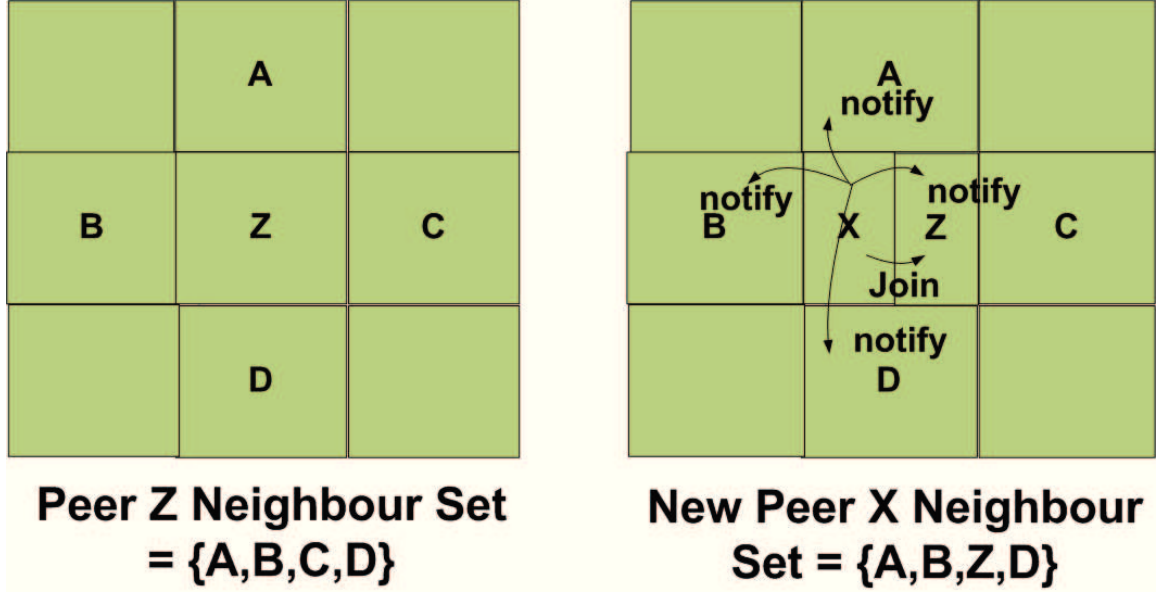 A
B
Z
C
D
Peer Z Neighbour Set
= {A,B,C,D}
A
notify
notify
notify
B
X
Z
C
Join
notify
D
New Peer X Neighbour
Set = {A,B,Z,D}